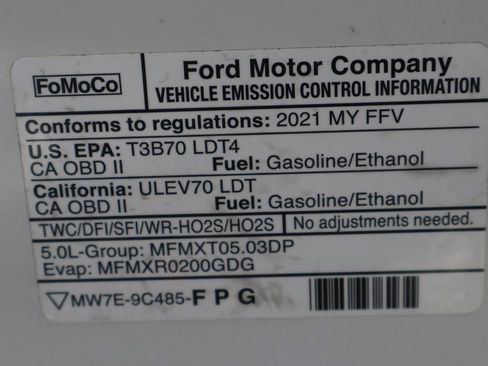 FoMoCo
Ford Motor Company
VEHICLE EMISSION CONTROL INFORMATION
Conforms to regulations: 2021 MY FFV
U.S. EPA: T3B70 LDT4
CA OBD II Fuel: Gasoline/Ethanol
California: ULEV70 LDT
CA OBD II Fuel: Gasoline/Ethanol
TWC/DFI/SFI/WR-HO2S/HO2S No adjustments needed.
5.0L-Group: MFMXT05.03DP
Evap: MFMXR0200GDG
MW7E-9C485-F P G